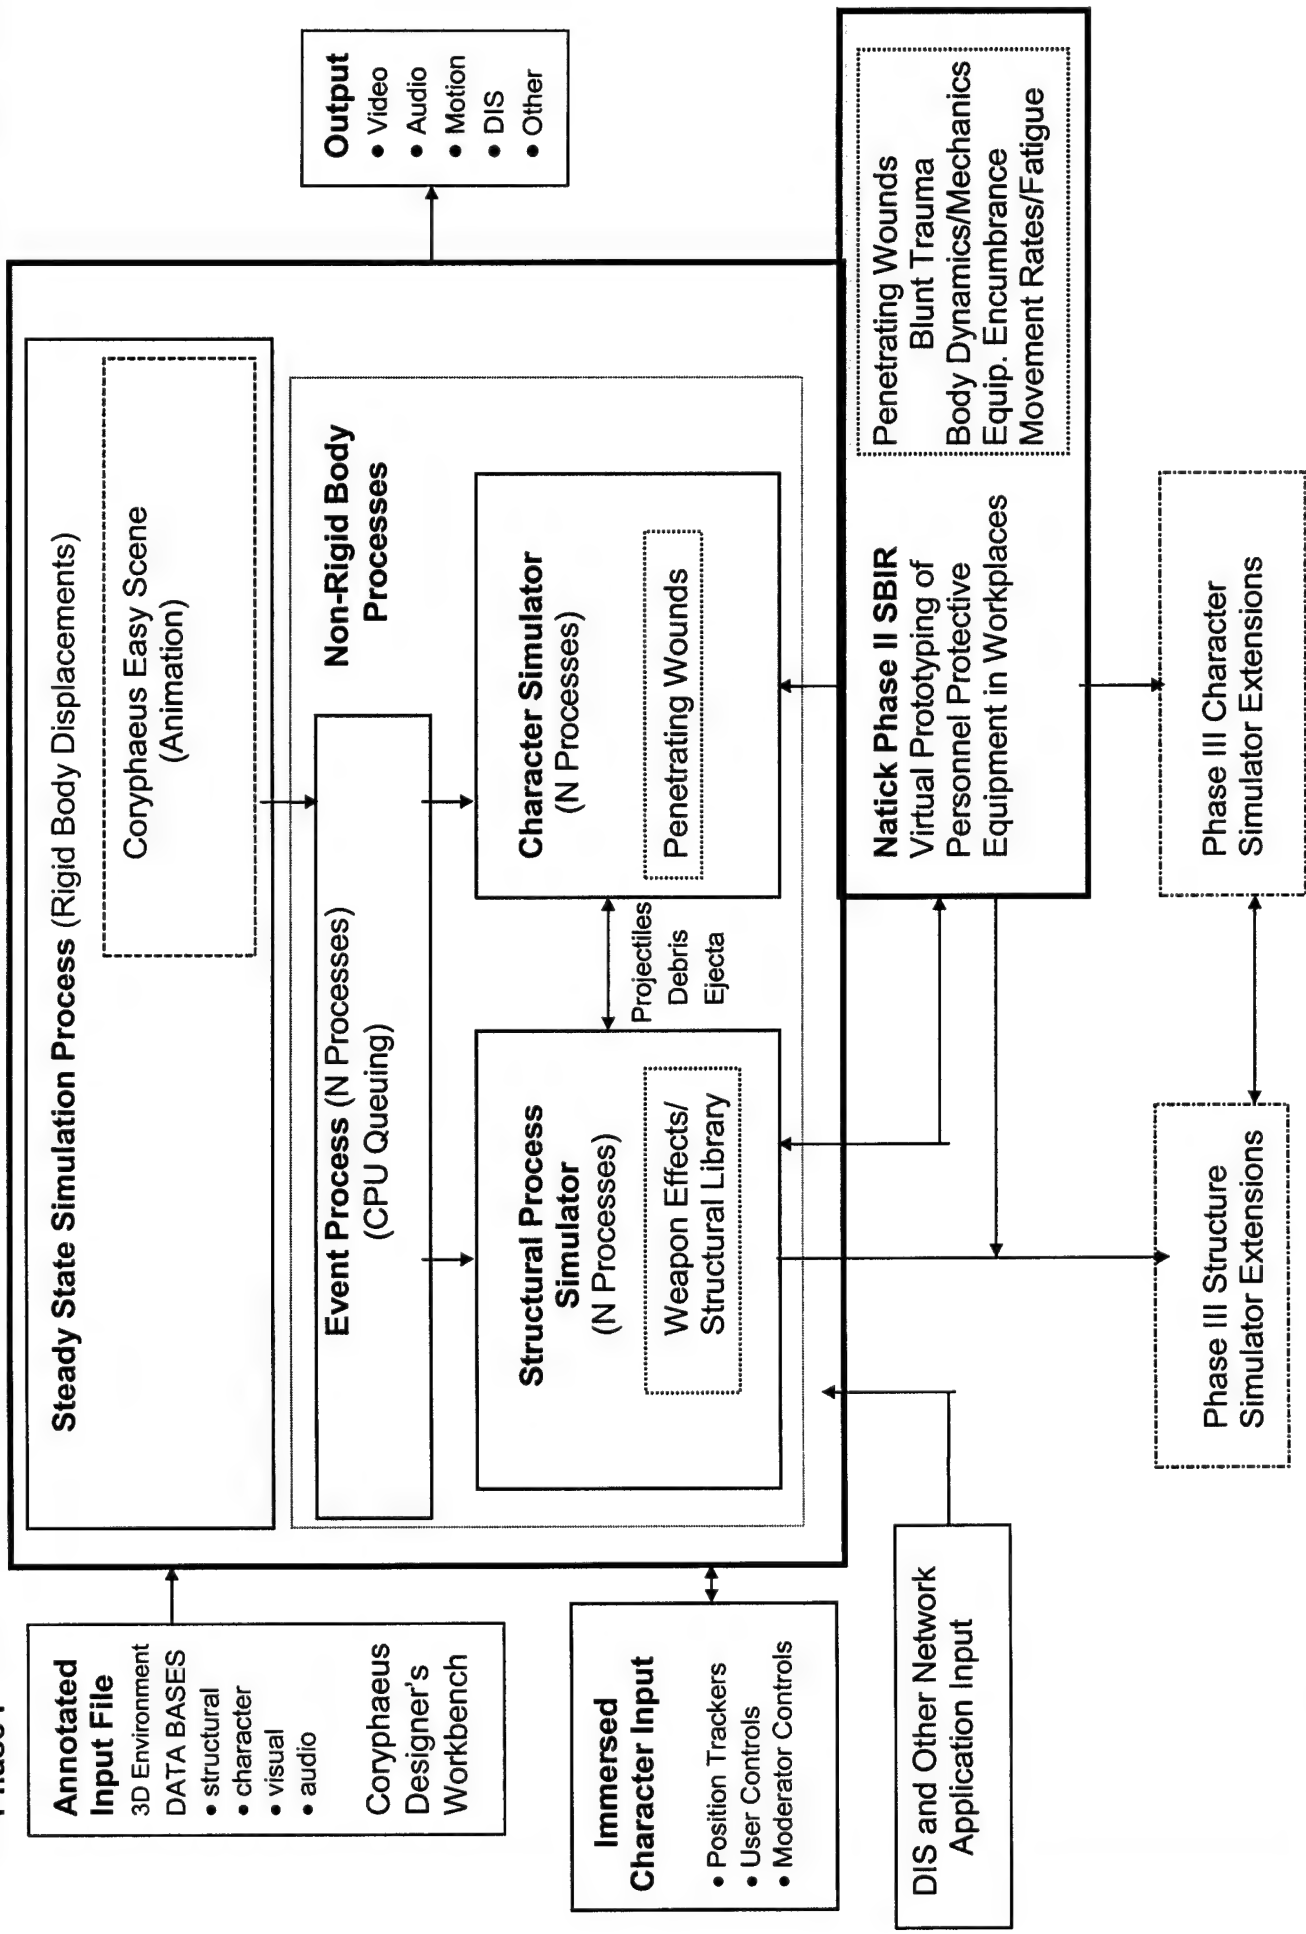 Annotated
Input File
3D Environment
DATA BASES
• structural
• character
• visual
• audio
Coryphaeus
Designer's
Workbench
Immersed
Character Input
• Position Trackers
• User Controls
• Moderator Controls
DIS and Other Network
Application Input
Steady State Simulation Process (Rigid Body Displacements)
Coryphaeus Easy Scene
(Animation)
Non-Rigid Body
Processes
Event Process (N Processes)
(CPU Queuing)
Structural Process
Simulator
(N Processes)
Weapon Effects/
Structural Library
Projectiles
Debris
Ejecta
Character Simulator
(N Processes)
Penetrating Wounds
Output
• Video
• Audio
• Motion
• DIS
• Other
Natick Phase II SBIR
Virtual Prototyping of
Personnel Protective
Equipment in Workplaces
Penetrating Wounds
Blunt Trauma
Body Dynamics/Mechanics
Equip. Encumbrance
Movement Rates/Fatigue
Phase III Structure
Simulator Extensions
Phase III Character
Simulator Extensions